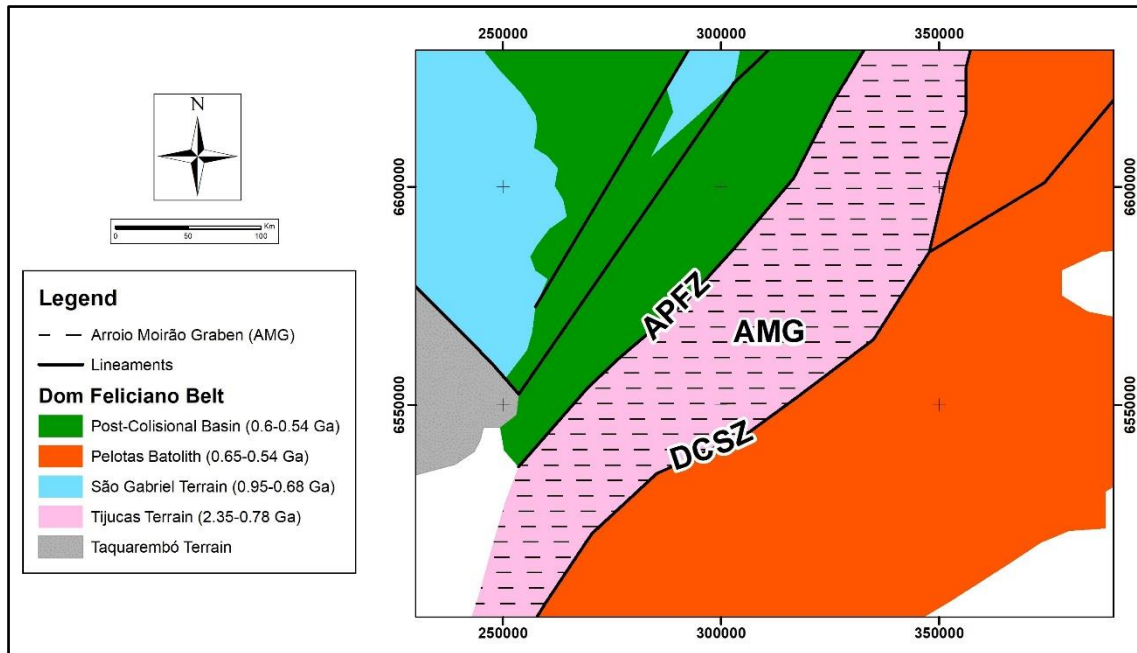 250000
300000
350000
N
Km
0
50
100
6600000
6600000
Legend
Arroio Moirão Graben (AMG)
Lineaments
Dom Feliciano Belt
Post-Colisional Basin (0.6-0.54 Ga)
Pelotas Batolith (0.65-0.54 Ga)
São Gabriel Terrain (0.95-0.68 Ga)
Tijucas Terrain (2.35-0.78 Ga)
Taquarembó Terrain
APFZ
AMG
DCSZ
6550000
6550000
250000
300000
350000